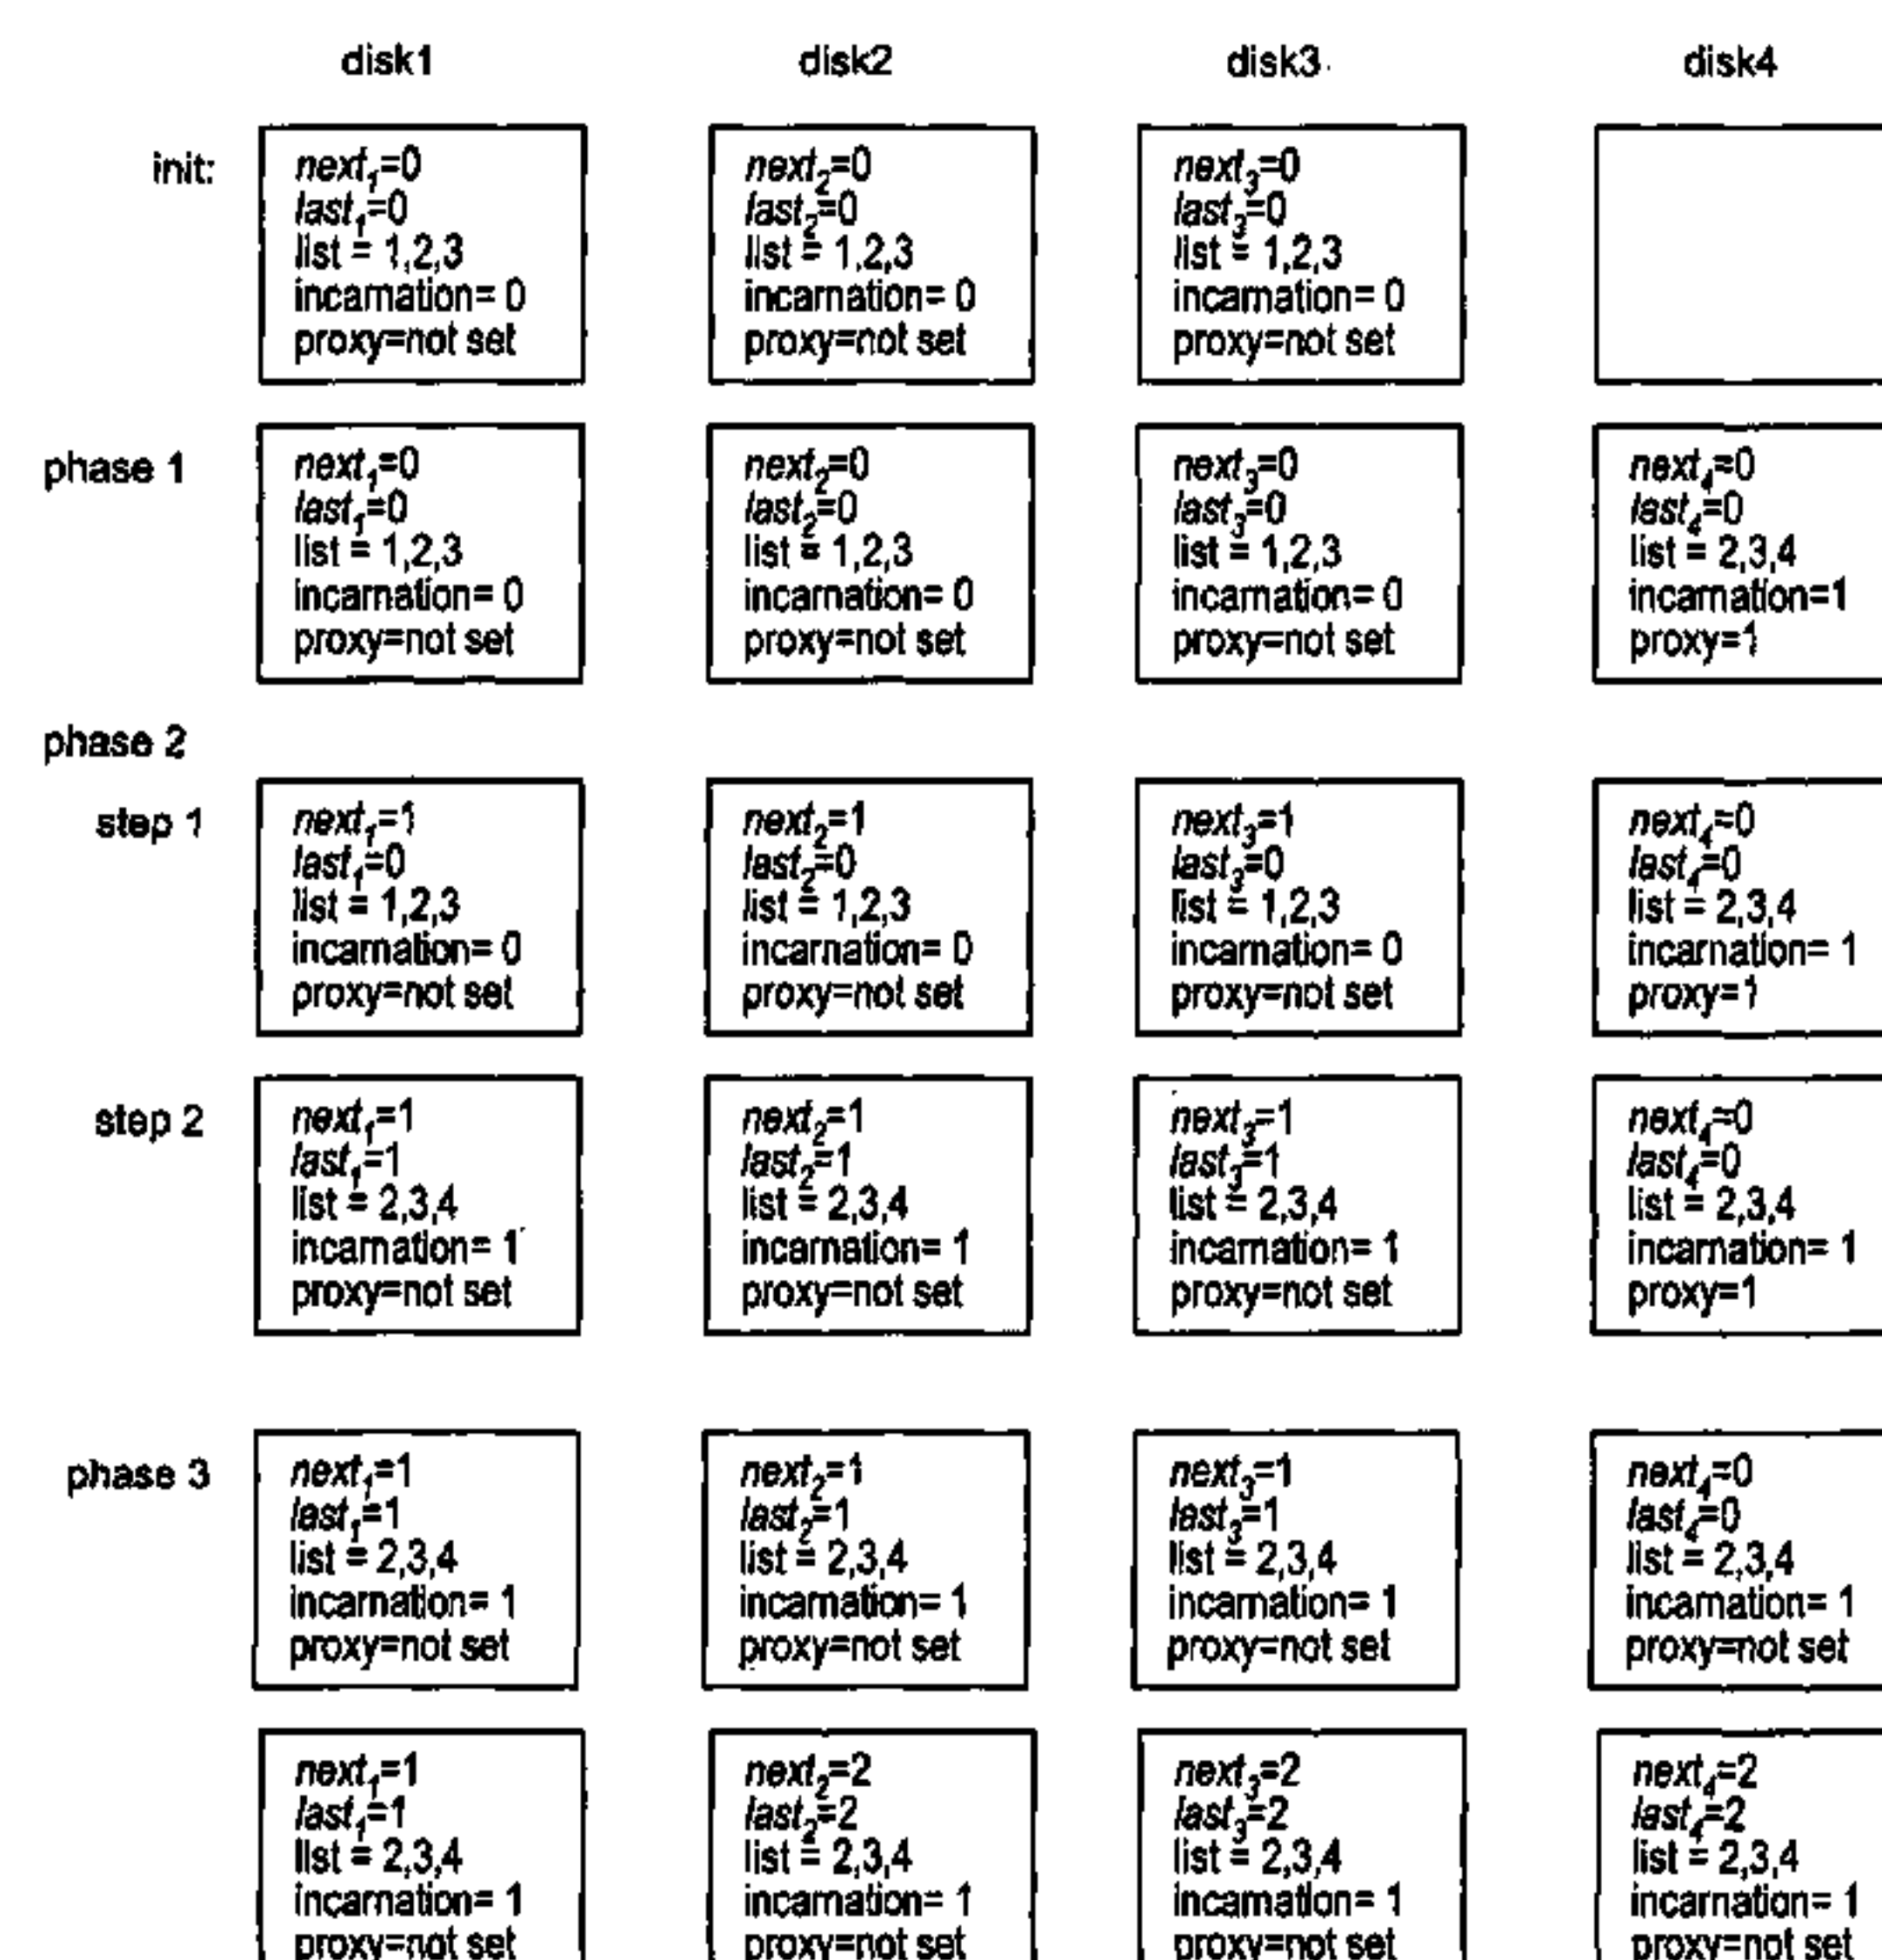 disk1
disk2
disk3
disk4
init:
next₁=0
last₁=0
list = 1,2,3
incarnation= 0
proxy=not set
next₂=0
last₂=0
list = 1,2,3
incarnation= 0
proxy=not set
next₃=0
last₃=0
list = 1,2,3
incarnation= 0
proxy=not set
phase 1
next₁=0
last₁=0
list = 1,2,3
incarnation= 0
proxy=not set
next₂=0
last₂=0
list = 1,2,3
incarnation= 0
proxy=not set
next₃=0
last₃=0
list = 1,2,3
incarnation= 0
proxy=not set
next₄=0
last₄=0
list = 2,3,4
incarnation=1
proxy=1
phase 2
step 1
next₁=1
last₁=0
list = 1,2,3
incarnation= 0
proxy=not set
next₂=1
last₂=0
list = 1,2,3
incarnation= 0
proxy=not set
next₃=1
last₃=0
list = 1,2,3
incarnation= 0
proxy=not set
next₄=0
last₄=0
list = 2,3,4
incarnation= 1
proxy=1
step 2
next₁=1
last₁=1
list = 2,3,4
incarnation= 1
proxy=not set
next₂=1
last₂=1
list = 2,3,4
incarnation= 1
proxy=not set
next₃=1
last₃=1
list = 2,3,4
incarnation= 1
proxy=not set
next₄=0
last₄=0
list = 2,3,4
incarnation= 1
proxy=1
phase 3
next₁=1
last₁=1
list = 2,3,4
incarnation= 1
proxy=not set
next₂=1
last₂=1
list = 2,3,4
incarnation= 1
proxy=not set
next₃=1
last₃=1
list = 2,3,4
incarnation= 1
proxy=not set
next₄=0
last₄=0
list = 2,3,4
incarnation= 1
proxy=not set
next₁=1
last₁=1
list = 2,3,4
incarnation= 1
proxy=not set
next₂=2
last₂=2
list = 2,3,4
incarnation= 1
proxy=not set
next₃=2
last₃=2
list = 2,3,4
incarnation= 1
proxy=not set
next₄=2
last₄=2
list = 2,3,4
incarnation= 1
proxy=not set